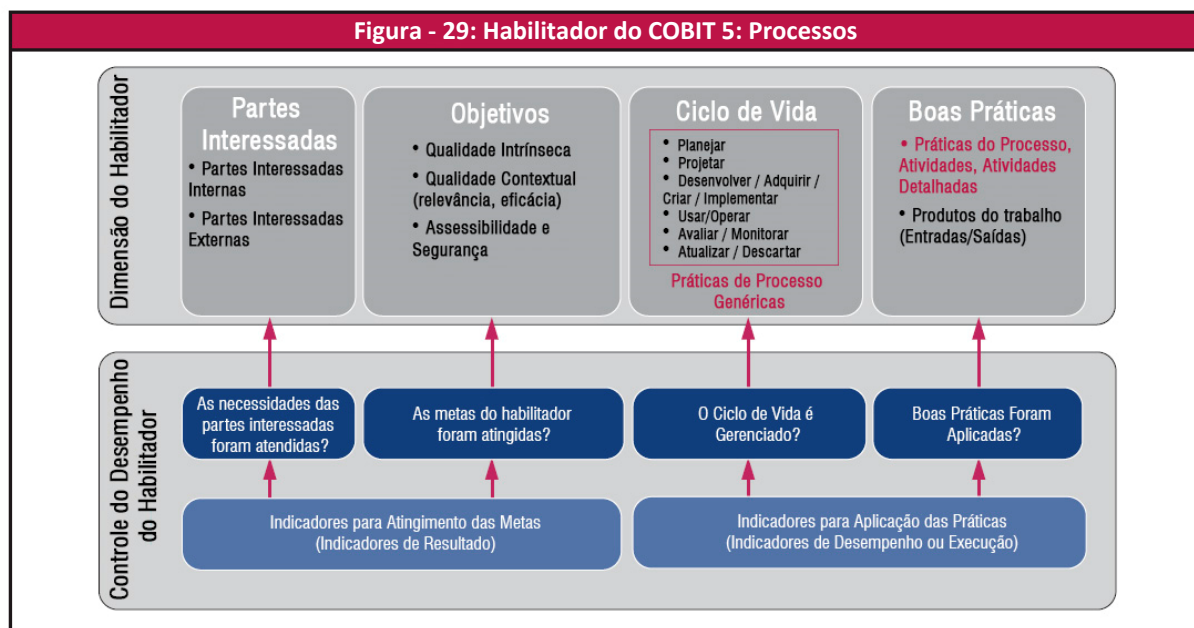 Figura - 29: Habilitador do COBIT 5: Processos
Dimensão do Habilitador
Partes
Interessadas
• Partes Interessadas
Internas
• Partes Interessadas
Externas
Objetivos
• Qualidade Intrínseca
• Qualidade Contextual
(relevância, eficácia)
• Assessibilidade e
Segurança
Ciclo de Vida
• Planejar
• Projetar
• Desenvolver / Adquirir /
Criar / Implementar
• Usar/Operar
• Avaliar / Monitorar
• Atualizar / Descartar
Práticas de Processo
Genéricas
Boas Práticas
• Práticas do Processo,
Atividades, Atividades
Detalhadas
• Produtos do trabalho
(Entradas/Saídas)
Controle do Desempenho
do Habilitador
As necessidades das
partes interessadas
foram atendidas?
As metas do habilitador
foram atingidas?
O Ciclo de Vida é
Gerenciado?
Boas Práticas Foram
Aplicadas?
Indicadores para Atingimento das Metas
(Indicadores de Resultado)
Indicadores para Aplicação das Práticas
(Indicadores de Desempenho ou Execução)